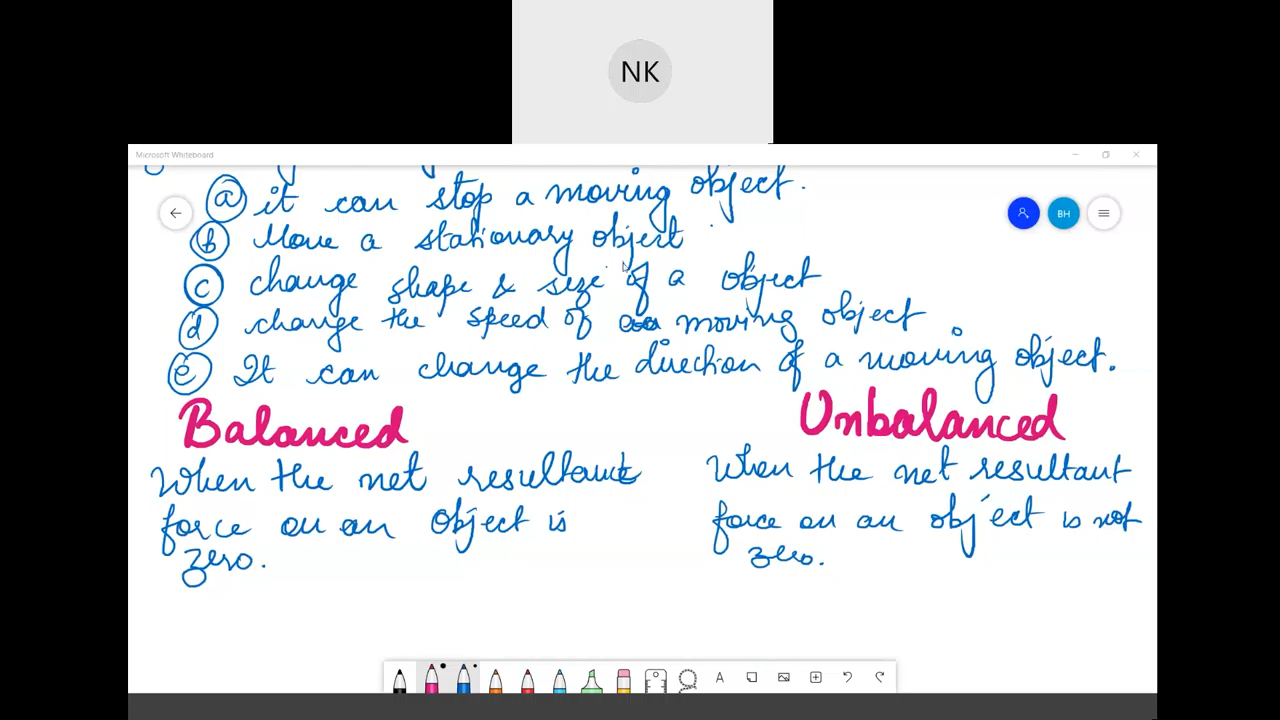 NK
Microsoft Whiteboard
(a) it can stop a moving object.
(b) Move a stationary object
BH
(c) change shape & size of a object
(d) change the speed of a moving object
(e) It can change the direction of a moving object.
Balanced Unbalanced
When the net resultant When the net resultant
force on an object is force on an object is not
zero. zero.
A